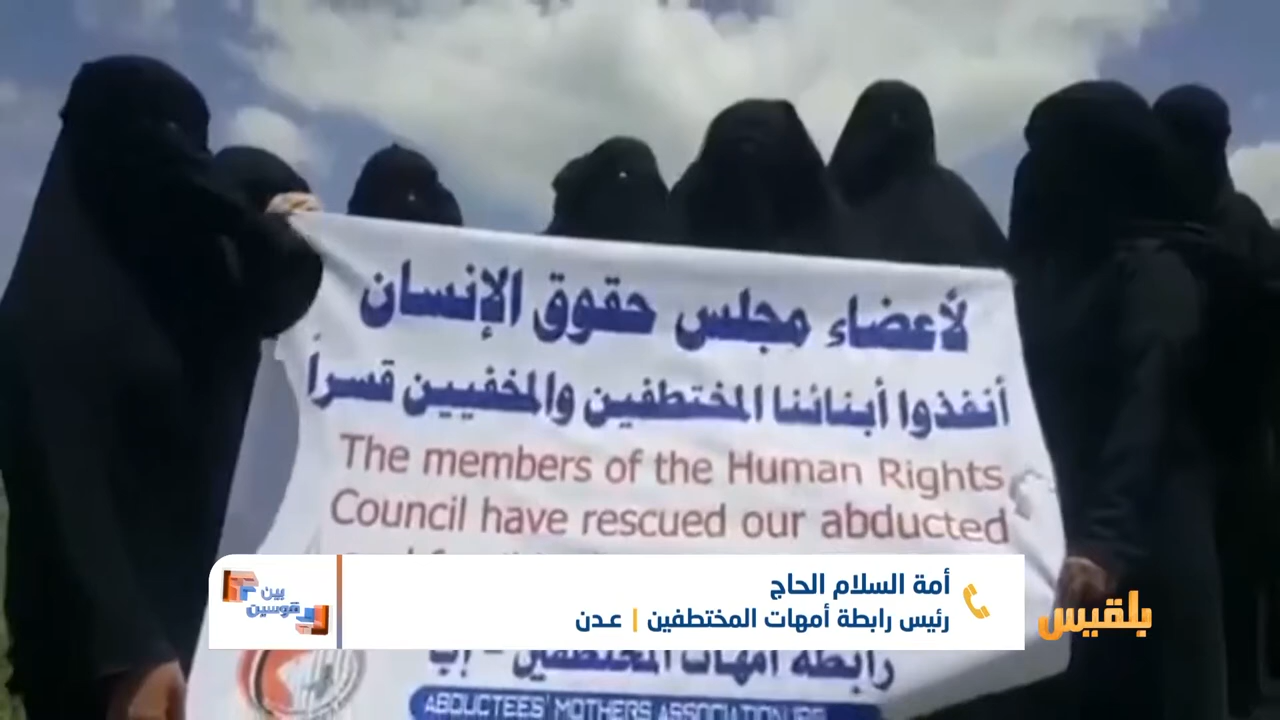 لأعضاء مجلس حقوق الإنسان
أنقذوا أبنائنا المختطفين والمخفيين قسراً
The members of the Human Rights
Council have rescued our abducted
أمة السلام الحاج
رئيس رابطة أمهات المختطفين | عدن
بين قوسين
بلقيس
رابطة أمهات المختطفين - إب
ABDUCTEES' MOTHERS ASSOCIATION IBB